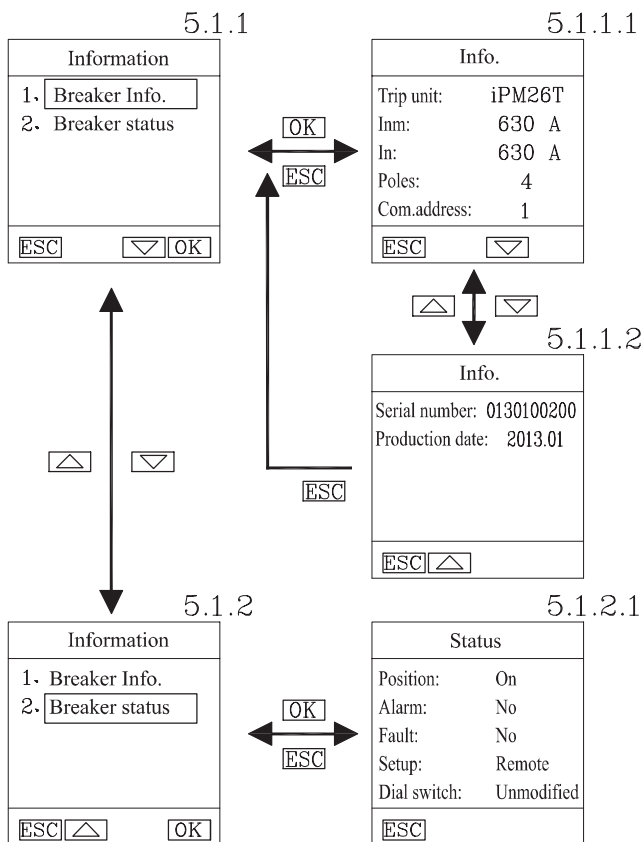 5.1.1
Information
1、 Breaker Info.
2、 Breaker status
ESC OK
OK
ESC
5.1.1.1
Info.
Trip unit: iPM26T
Inm: 630 A
In: 630 A
Poles: 4
Com.address: 1
ESC
5.1.1.2
Info.
Serial number: 0130100200
Production date: 2013.01
ESC
ESC
5.1.2
Information
1、 Breaker Info.
2、 Breaker status
ESC OK
OK
ESC
5.1.2.1
Status
Position: On
Alarm: No
Fault: No
Setup: Remote
Dial switch: Unmodified
ESC